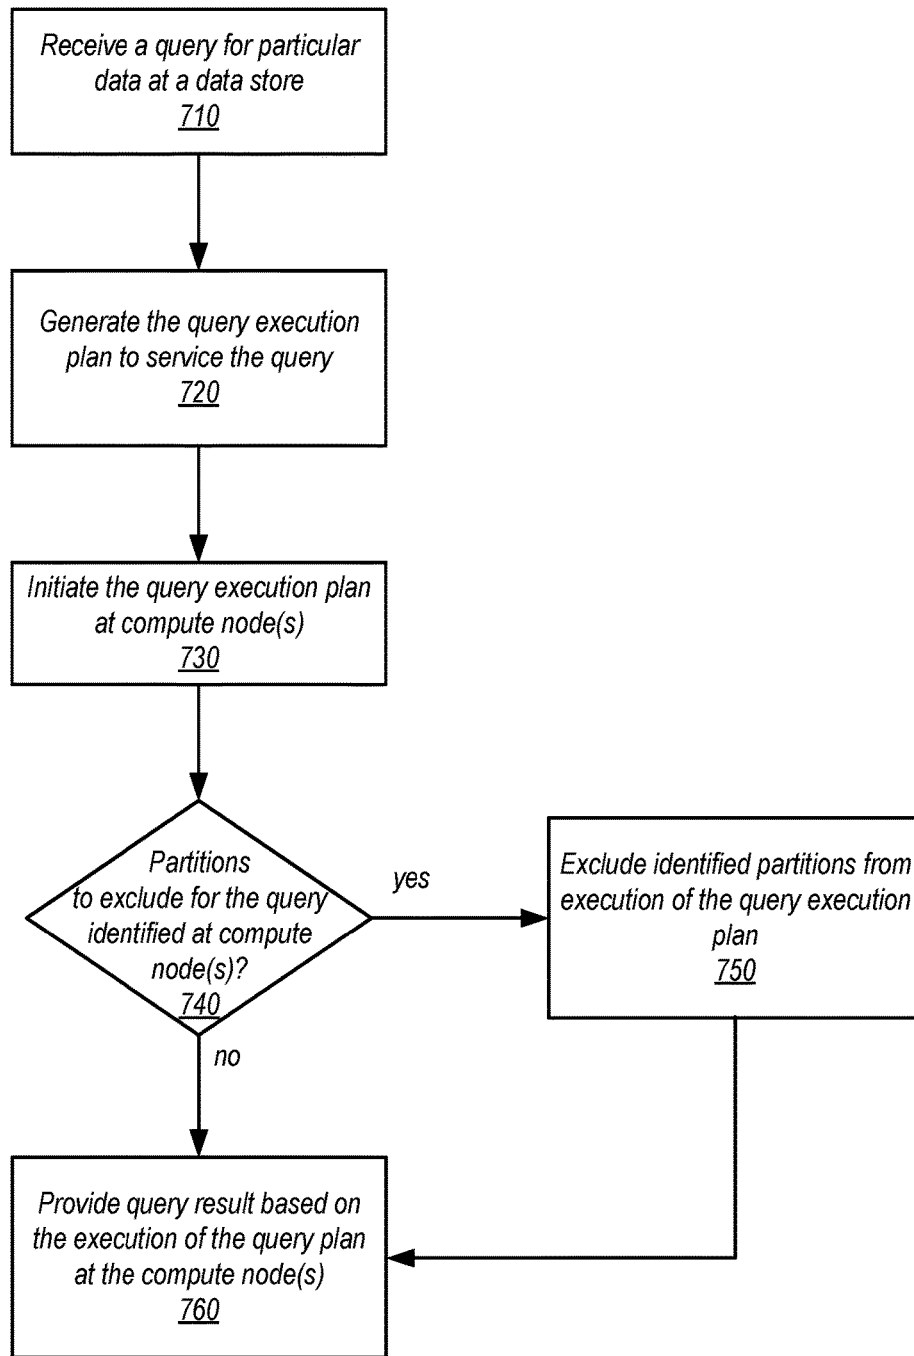 Receive a query for particular
data at a data store
710
Generate the query execution
plan to service the query
720
Initiate the query execution plan
at compute node(s)
730
Partitions
to exclude for the query
identified at compute
node(s)?
740
yes
Exclude identified partitions from
execution of the query execution
plan
750
no
Provide query result based on
the execution of the query plan
at the compute node(s)
760